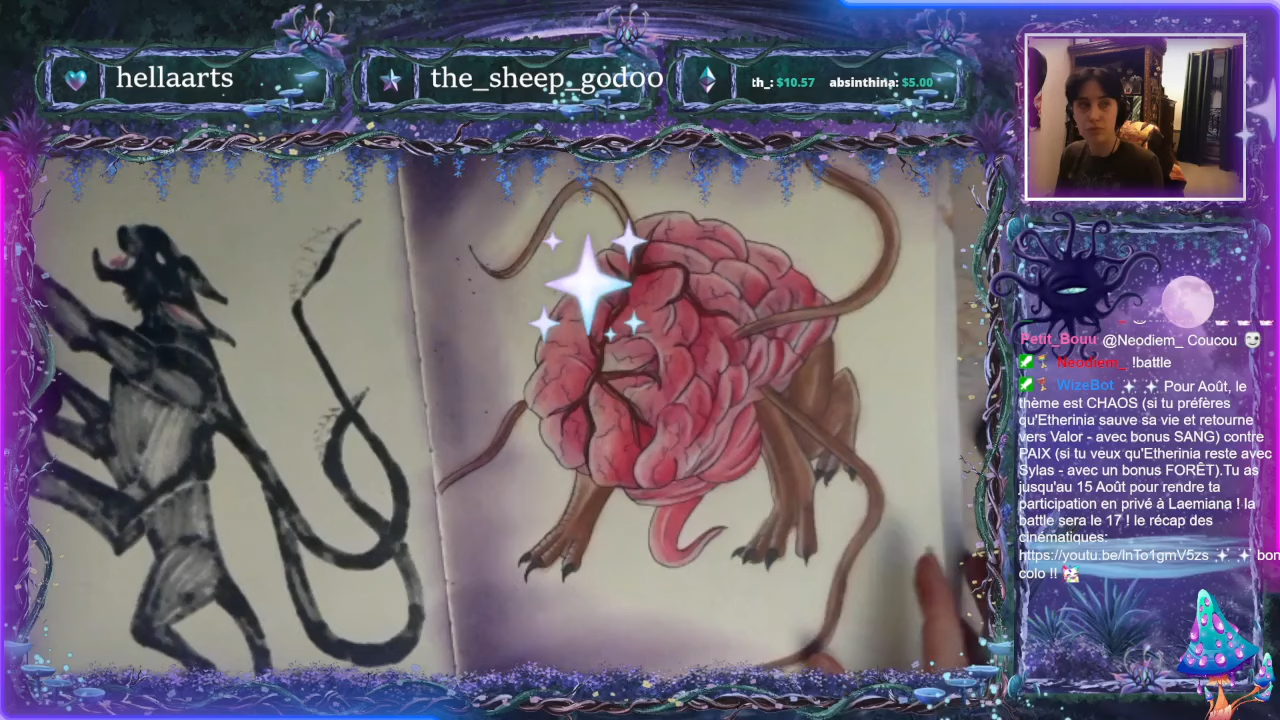 hellaarts
the_sheep_godoo
th_: $10.57 absinthina: $5.00
Petit_Bouu @Neodiem_ Coucou
Neodiem_ !battle
WizeBot Pour Août, le
thème est CHAOS (si tu préfères
qu'Etherinia sauve sa vie et retourne
vers Valor - avec bonus SANG) contre
PAIX (si tu veux qu'Etherinia reste avec
Sylas - avec un bonus FORÊT).Tu as
jusqu'au 15 Août pour rendre ta
participation en privé à Laemiana ! la
battle sera le 17 ! le récap des
cinématiques:
https://youtu.be/lnTo1gmV5zs bon
colo !!